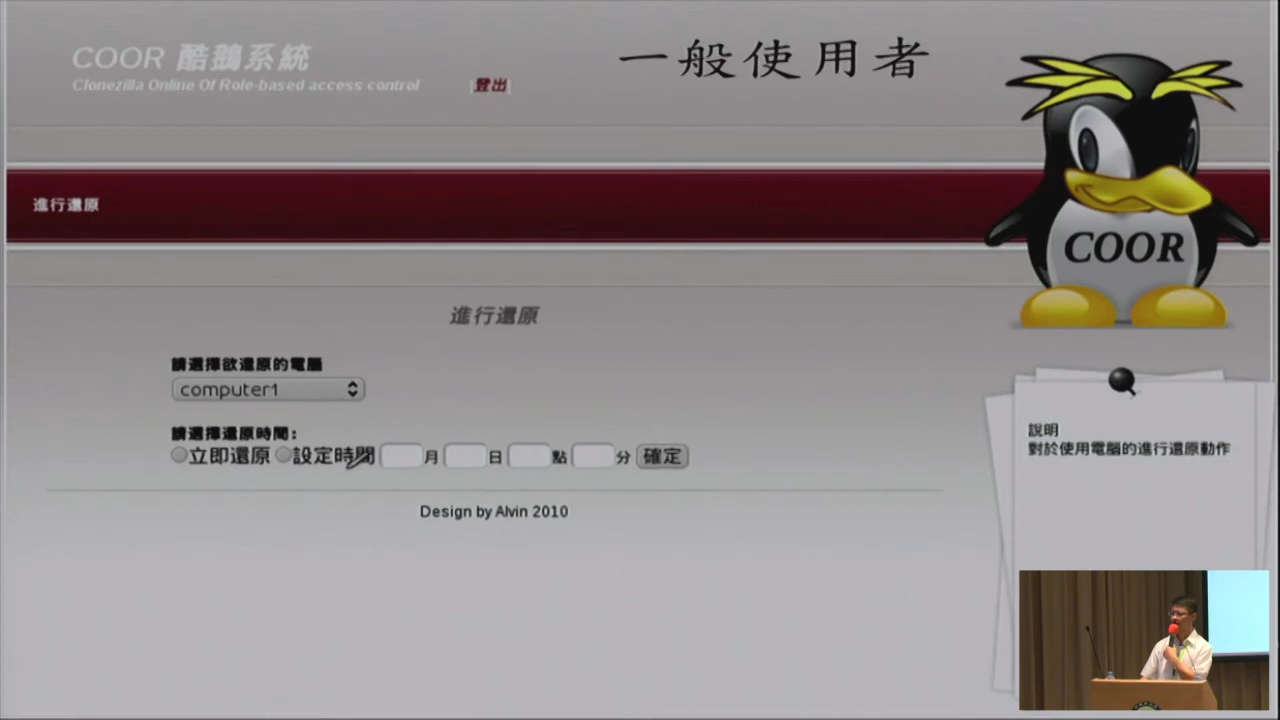 COOR 酷鵝系統
Clonezilla Online Of Role-based access control
登出
一般使用者
COOR
進行還原
進行還原
請選擇欲還原的電腦
computer1
請選擇還原時間:
立即還原 設定時間 月 日 點 分 確定
Design by Alvin 2010
說明
對於使用電腦的進行還原動作